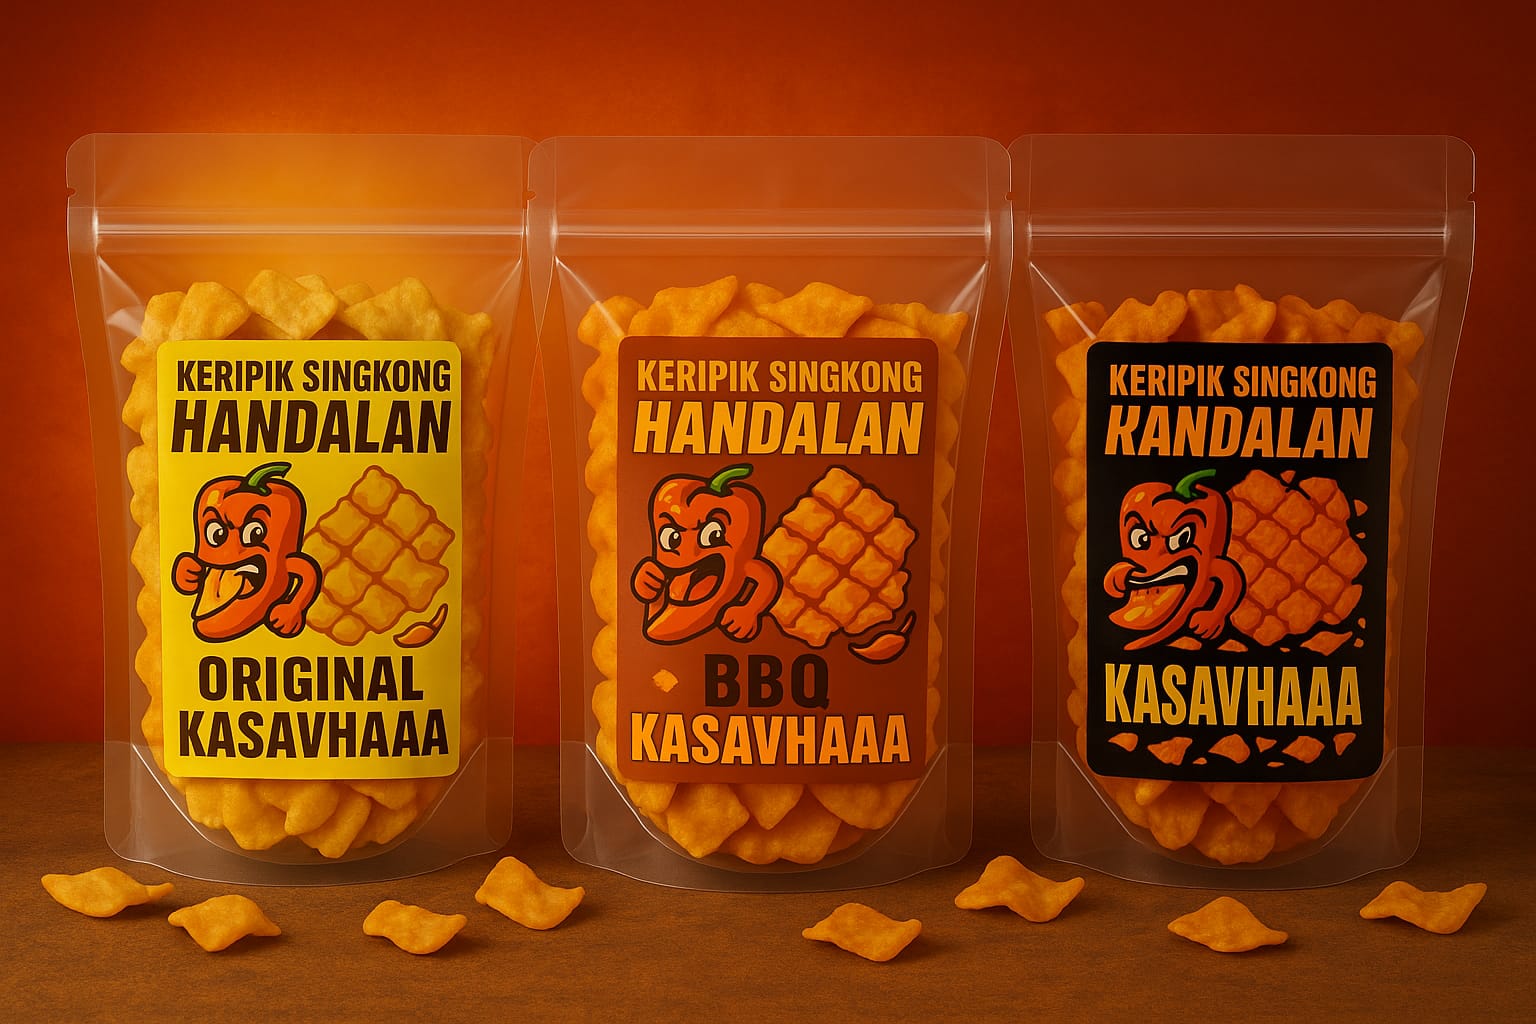 KERIPIK SINGKONG
HANDALAN
ORIGINAL
KASAVHAAA
KERIPIK SINGKONG
HANDALAN
BBQ
KASAVHAAA
KERIPIK SINGKONG
KANDALAN
KASAVHAAA